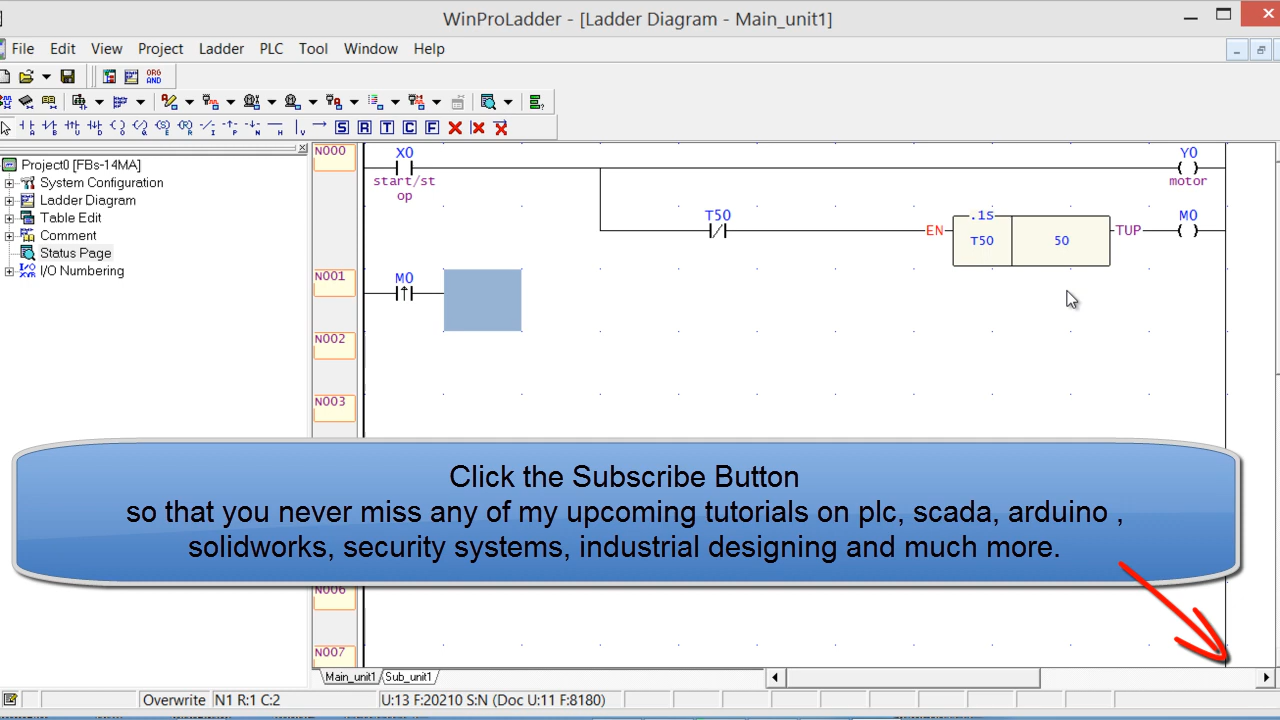 WinProLadder - [Ladder Diagram - Main_unit1]
File Edit View Project Ladder PLC Tool Window Help
ORG
AND
A B U D Q Q S R I P N H V S R T C F
Project0 [FBs-14MA]
System Configuration
Ladder Diagram
Table Edit
Comment
Status Page
I/O Numbering
N000
X0
start/st
op
Y0
motor
T50
EN
.1S
T50
50
TUP
M0
N001
M0
N002
N003
Click the Subscribe Button
so that you never miss any of my upcoming tutorials on plc, scada, arduino ,
solidworks, security systems, industrial designing and much more.
N006
N007
Main_unit1 Sub_unit1
Overwrite N1 R:1 C:2 U:13 F:20210 S:N (Doc U:11 F:8180)